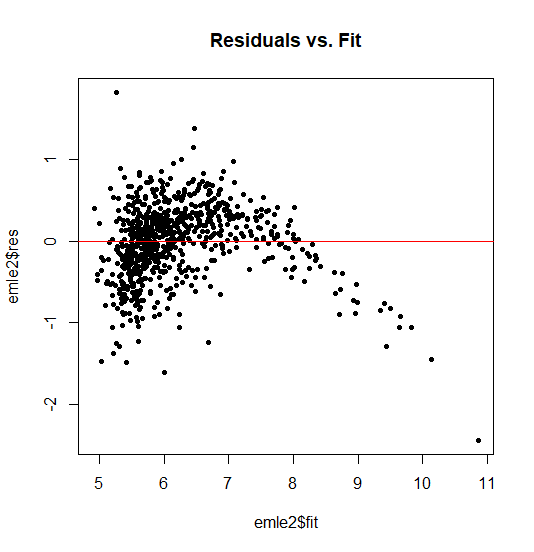 Residuals vs. Fit
emle2$res
1
0
-1
-2
5 6 7 8 9 10 11
emle2$fit